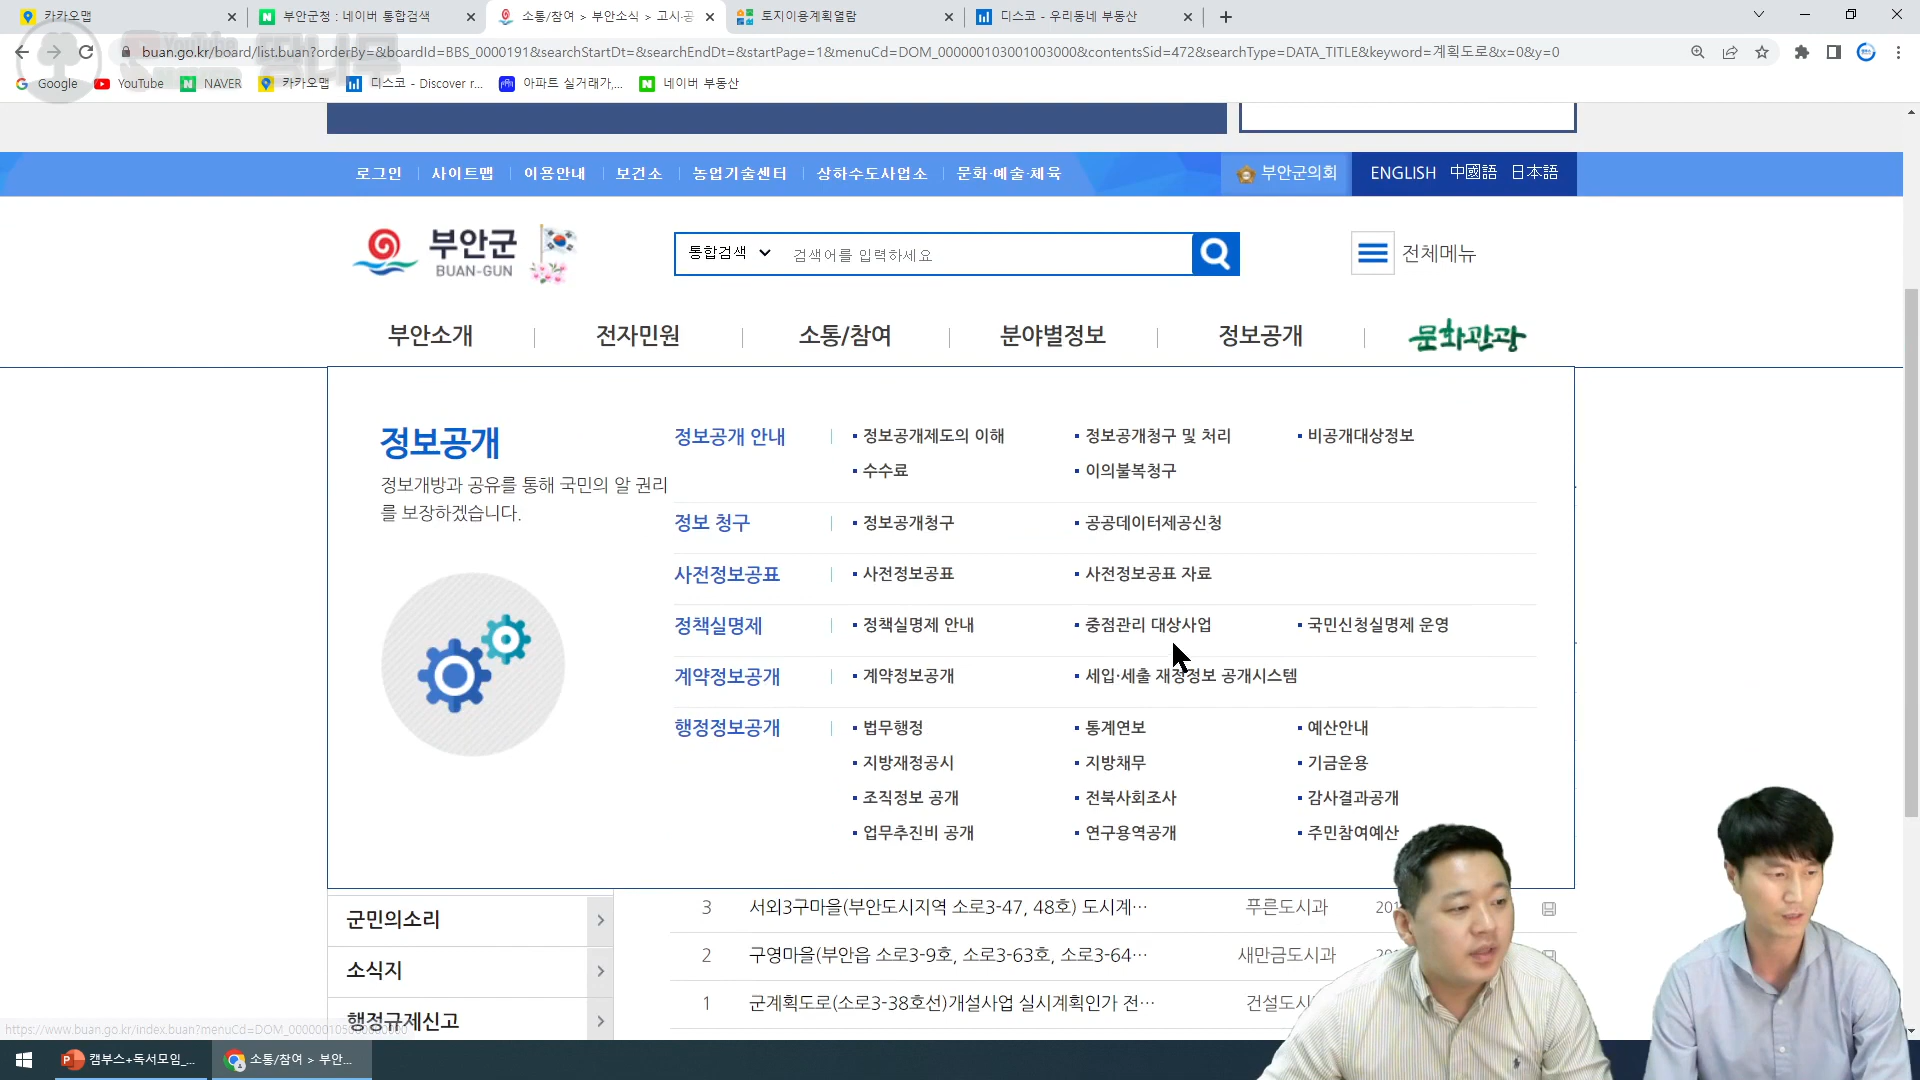 카카오맵
부안군청 : 네이버 통합검색
소통/참여 > 부안소식 > 고시·공
토지이용계획열람
디스코 - 우리동네 부동산
buan.go.kr/board/list.buan?orderBy=&boardId=BBS_0000191&searchStartDt=&searchEndDt=&startPage=1&menuCd=DOM_000000103001003000&contentsSid=472&searchType=DATA_TITLE&keyword=계획도로&x=0&y=0
Google
YouTube
NAVER
카카오맵
디스코 - Discover r...
아파트 실거래가,...
네이버 부동산
로그인
사이트맵
이용안내
보건소
농업기술센터
상하수도사업소
문화·예술·체육
부안군의회
ENGLISH 中國語 日本語
부안군
BUAN-GUN
통합검색
검색어를 입력하세요
전체메뉴
부안소개
전자민원
소통/참여
분야별정보
정보공개
문화관광
정보공개
정보개방과 공유를 통해 국민의 알 권리
를 보장하겠습니다.
정보공개 안내
정보공개제도의 이해
정보공개청구 및 처리
비공개대상정보
수수료
이의불복청구
정보 청구
정보공개청구
공공데이터제공신청
사전정보공표
사전정보공표
사전정보공표 자료
정책실명제
정책실명제 안내
중점관리 대상사업
국민신청실명제 운영
계약정보공개
계약정보공개
세입·세출 재정정보 공개시스템
행정정보공개
법무행정
통계연보
예산안내
지방재정공시
지방채무
기금운용
조직정보 공개
전북사회조사
감사결과공개
업무추진비 공개
연구용역공개
주민참여예산
군민의소리
소식지
행정규제신고
3 서외3구마을(부안도시지역 소로3-47, 48호) 도시계… 푸른도시과 201
2 구영마을(부안읍 소로3-9호, 소로3-63호, 소로3-64… 새만금도시과
1 군계획도로(소로3-38호선)개설사업 실시계획인가 전… 건설도시
https://www.buan.go.kr/index.buan?menuCd=DOM_000000105000000000
캠부스+독서모임_...
소통/참여 > 부안...